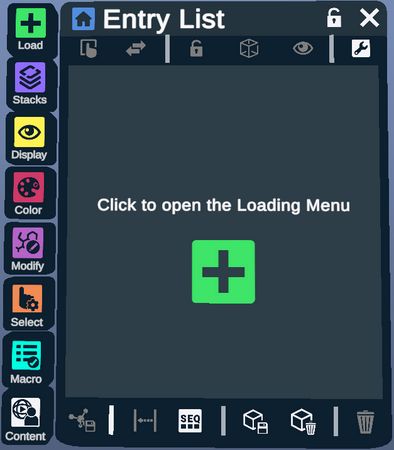 Entry List
Load
Stacks
Display
Color
Modify
Select
Macro
Content
Click to open the Loading Menu
SEQ